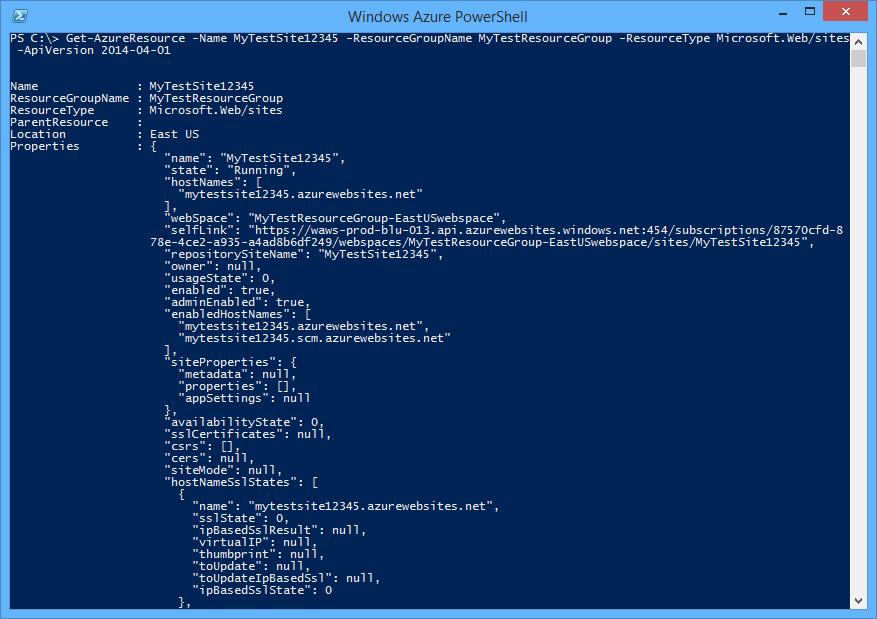 Windows Azure PowerShell
PS C:\> Get-AzureResource -Name MyTestSite12345 -ResourceGroupName MyTestResourceGroup -ResourceType Microsoft.Web/sites
-ApiVersion 2014-04-01
Name : MyTestSite12345
ResourceGroupName : MyTestResourceGroup
ResourceType : Microsoft.Web/sites
ParentResource :
Location : East US
Properties : {
"name": "MyTestSite12345",
"state": "Running",
"hostNames": [
"mytestsite12345.azurewebsites.net"
],
"webSpace": "MyTestResourceGroup-EastUSwebspace",
"selfLink": "https://waws-prod-blu-013.api.azurewebsites.windows.net:454/subscriptions/87570cfd-8
78e-4ce2-a935-a4ad8b6df249/webspaces/MyTestResourceGroup-EastUSwebspace/sites/MyTestSite12345",
"repositorySiteName": "MyTestSite12345",
"owner": null,
"usageState": 0,
"enabled": true,
"adminEnabled": true,
"enabledHostNames": [
"mytestsite12345.azurewebsites.net",
"mytestsite12345.scm.azurewebsites.net"
],
"siteProperties": {
"metadata": null,
"properties": [],
"appSettings": null
},
"availabilityState": 0,
"sslCertificates": null,
"csrs": [],
"cers": null,
"siteMode": null,
"hostNameSslStates": [
{
"name": "mytestsite12345.azurewebsites.net",
"sslState": 0,
"ipBasedSslResult": null,
"virtualIP": null,
"thumbprint": null,
"toUpdate": null,
"toUpdateIpBasedSsl": null,
"ipBasedSslState": 0
},